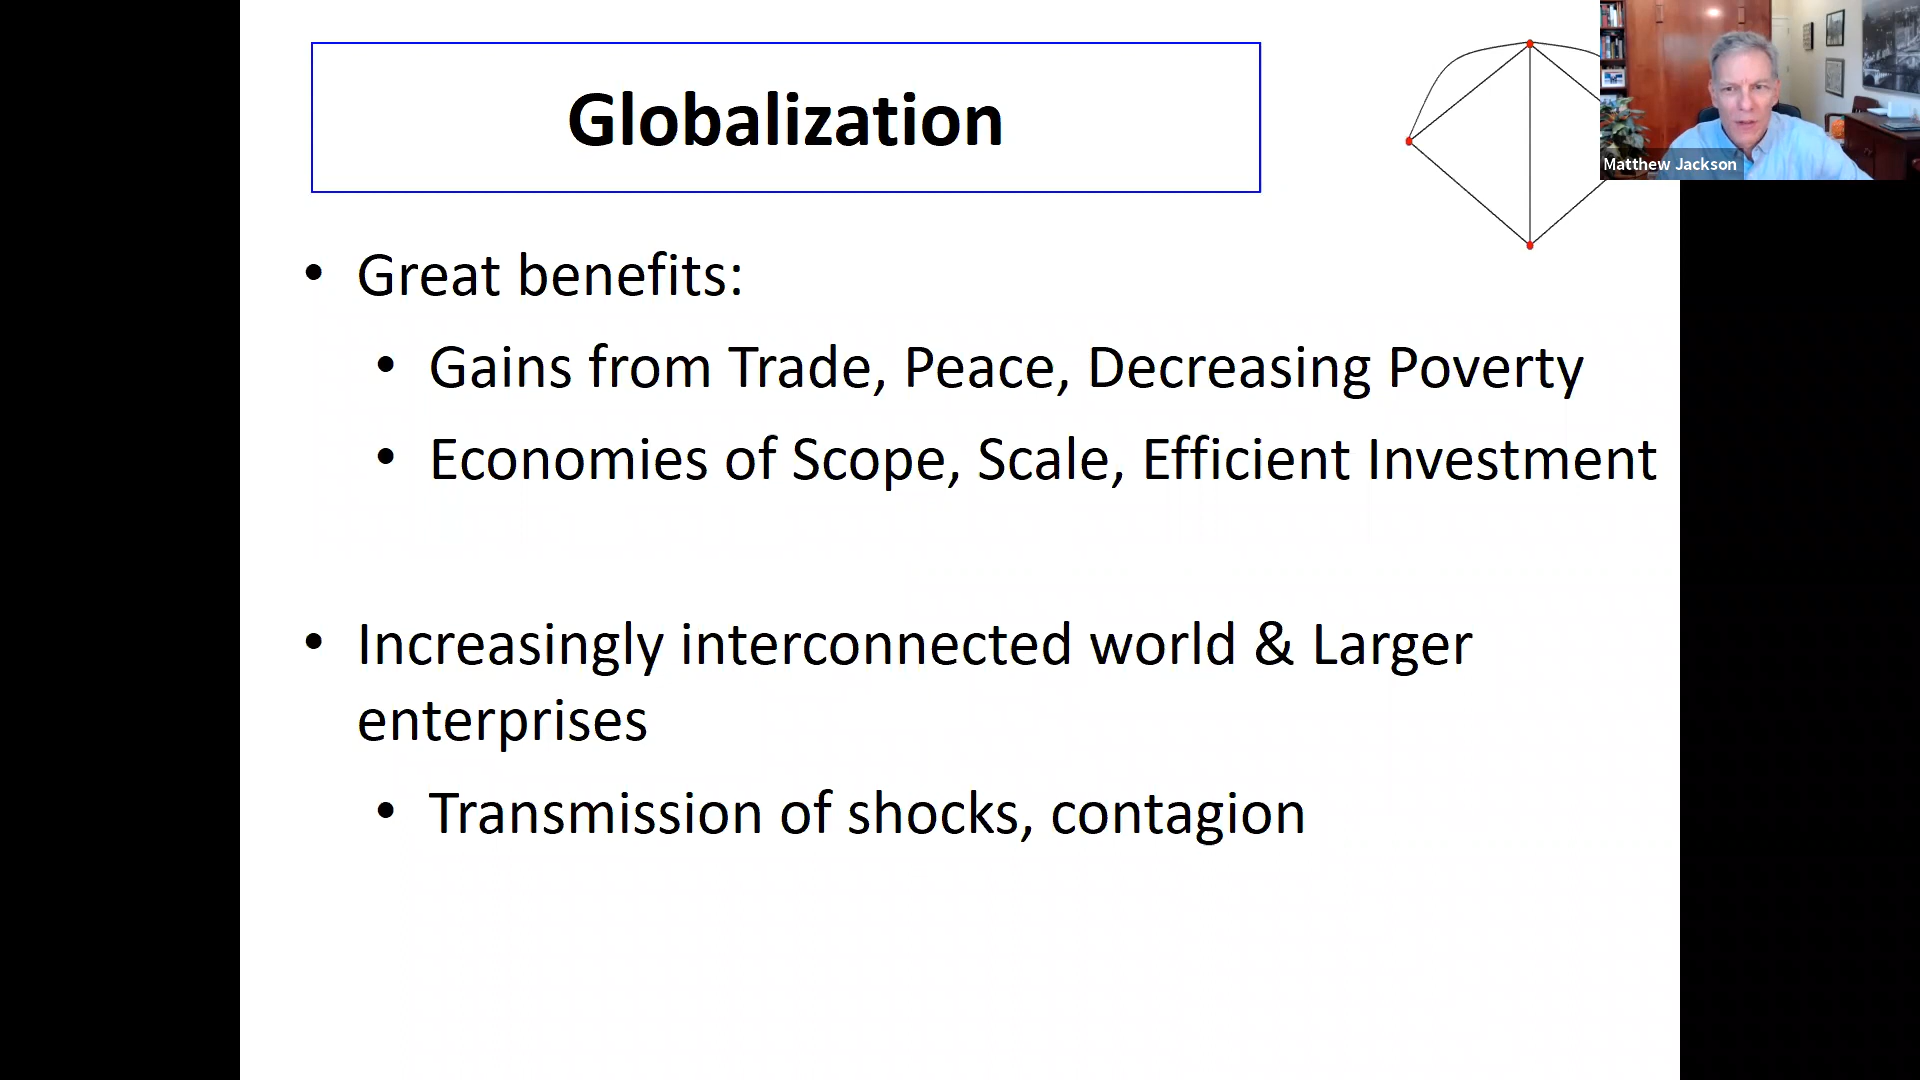 Globalization
Matthew Jackson
• Great benefits:
• Gains from Trade, Peace, Decreasing Poverty
• Economies of Scope, Scale, Efficient Investment
• Increasingly interconnected world & Larger
enterprises
• Transmission of shocks, contagion